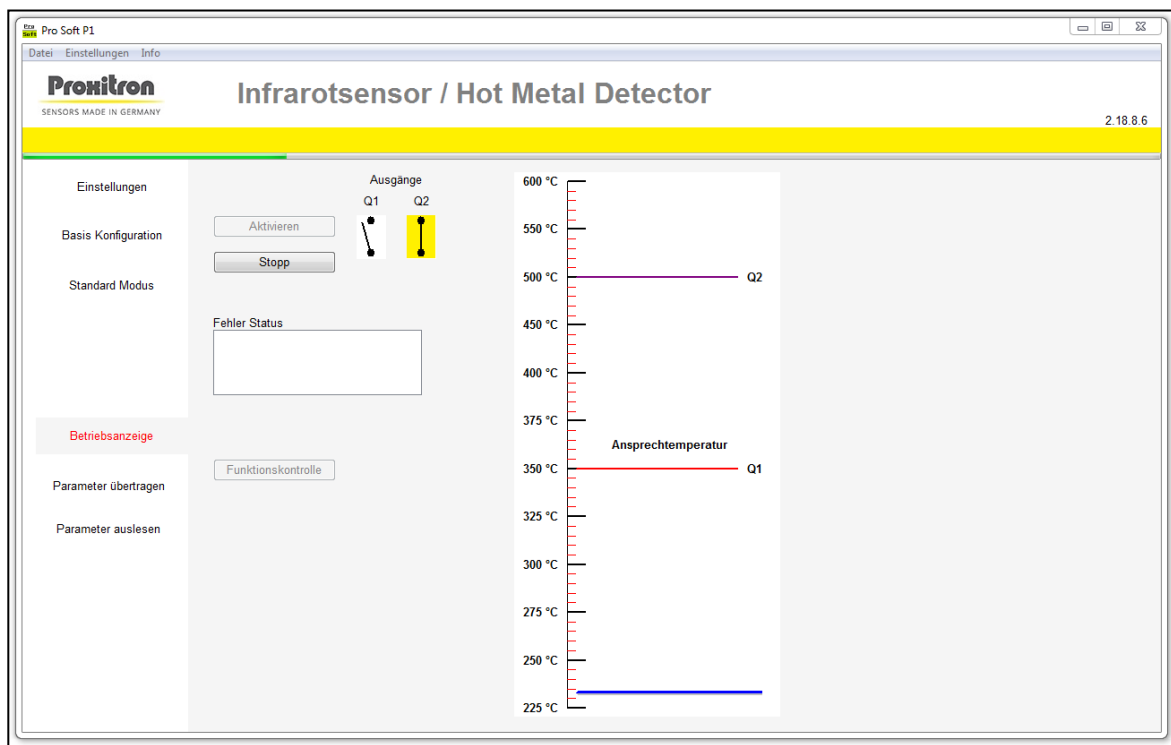 Pro Soft
Pro Soft P1
Datei Einstellungen Info
Proxitron
SENSORS MADE IN GERMANY
Infrarotsensor / Hot Metal Detector
2.18.8.6
Einstellungen
Basis Konfiguration
Standard Modus
Betriebsanzeige
Parameter übertragen
Parameter auslesen
Ausgänge
Q1 Q2
Aktivieren
Stopp
Fehler Status
Funktionskontrolle
600 °C
550 °C
500 °C Q2
450 °C
400 °C
375 °C
Ansprechtemperatur
350 °C Q1
325 °C
300 °C
275 °C
250 °C
225 °C